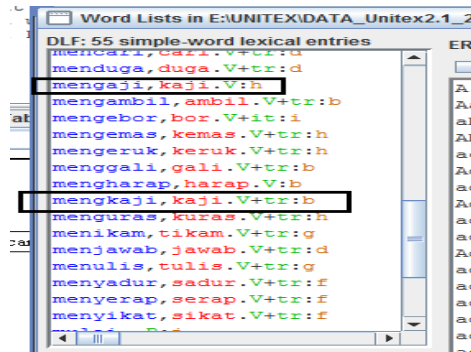 Word Lists in E:\UNITEX\DATA_Unitex2.1_2
DLF: 55 simple-word lexical entries
ER
mencari,cari.V+tr:d
menduga,duga.V+tr:d
mengaji,kaji.V:h
mengambil,ambil.V+tr:b
mengebor,bor.V+it:i
mengemas,kemas.V+tr:h
mengeruk,keruk.V+tr:h
menggali,gali.V+tr:b
mengharap,harap.V:b
mengkaji,kaji.V+tr:b
menguras,kuras.V+tr:h
menikam,tikam.V+tr:g
menjawab,jawab.V+tr:d
menulis,tulis.V+tr:g
menyadur,sadur.V+tr:f
menyerap,serap.V+tr:f
menyikat,sikat.V+tr:f